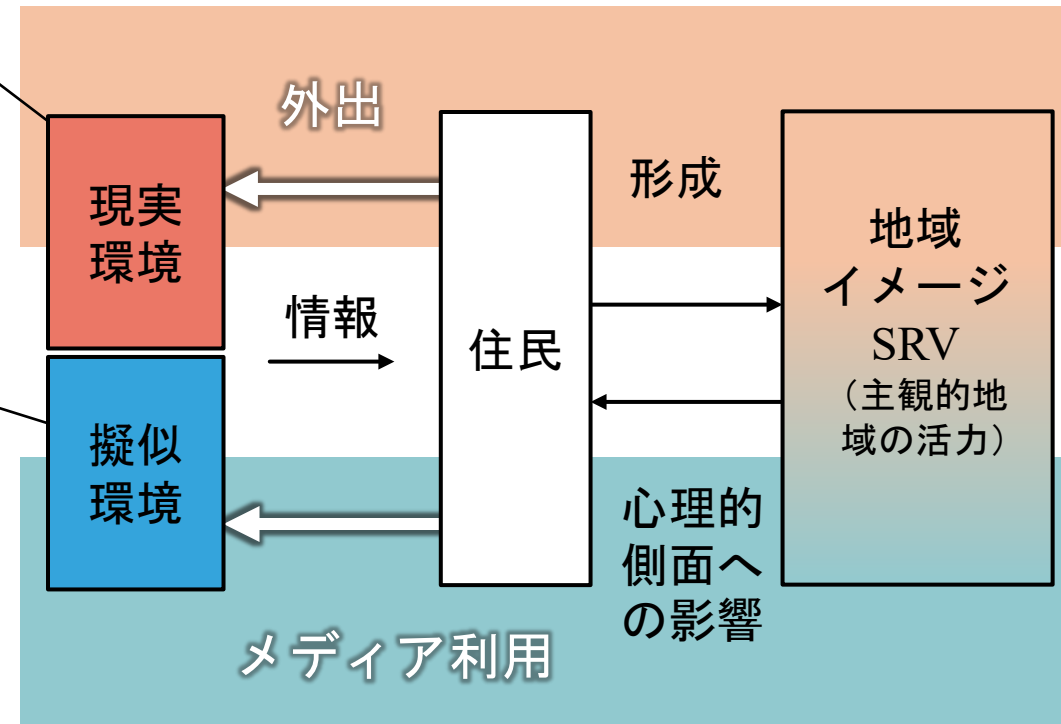 外出
現実
環境
情報
擬似
環境
メディア利用
住民
形成
心理的
側面へ
の影響
地域
イメージ
SRV
（主観的地
域の活力）